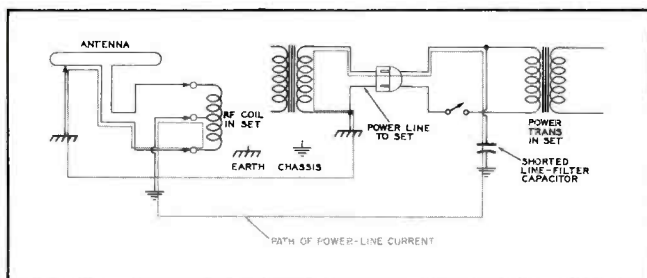 ANTENNA
RF COIL
IN SET
EARTH CHASSIS
POWER LINE
TO SET
POWER
TRANS
IN SET
SHORTED
LINE-FILTER
CAPACITOR
PATH OF POWER-LINE CURRENT